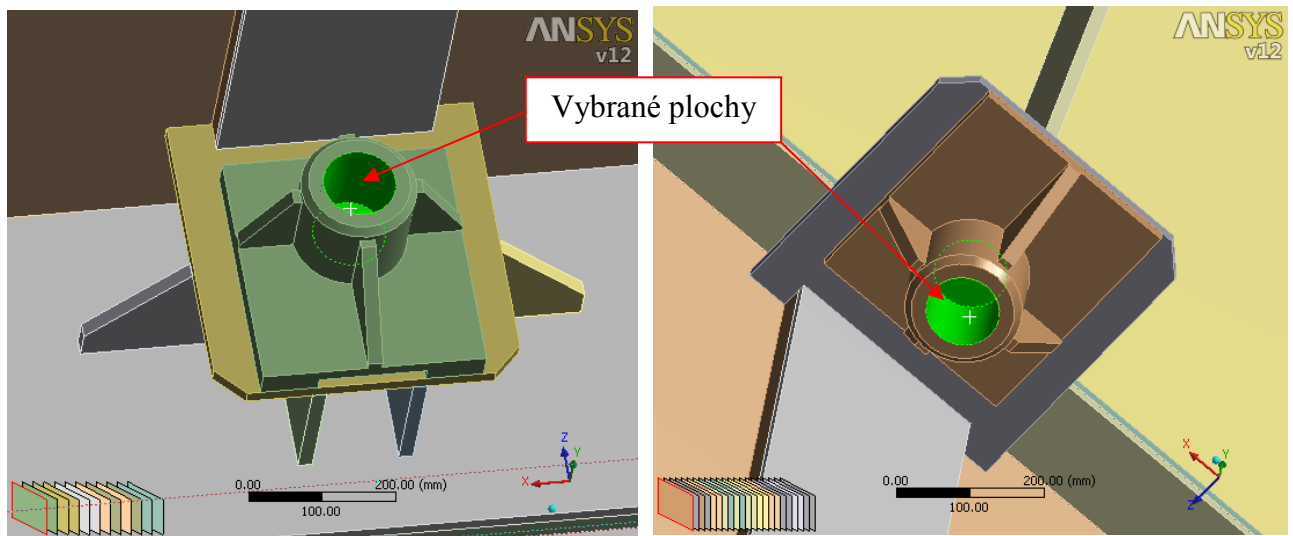 ANSYS
v12
ANSYS
v12
Vybrané plochy
Z
Y
X
0.00
200.00 (mm)
100.00
X
Y
Z
0.00
200.00 (mm)
100.00